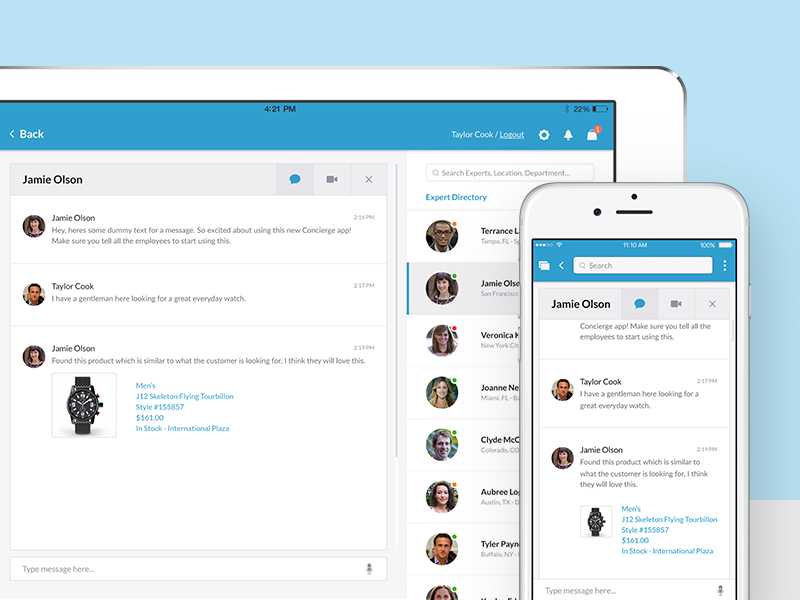 4:21 PM
22%
Back
Taylor Cook / Logout
1
Jamie Olson
Search Experts, Location, Department...
Expert Directory
Jamie Olson
2:16 PM
Hey, heres some dummy text for a message. So excited about using this new Concierge app!
Make sure you tell all the employees to start using this.
Taylor Cook
2:17 PM
I have a gentleman here looking for a great everyday watch.
Jamie Olson
2:19 PM
Found this product which is similar to what the customer is looking for, I think they will love this.
Men's
J12 Skeleton Flying Tourbillon
Style #155857
$161.00
In Stock - International Plaza
Type message here...
Terrance L
Tampa, FL - Sp
Jamie Olso
San Francisco
Veronica K
New York City
Joanne Ne
Miami, FL - Ba
Clyde McC
Colorado, CO
Aubree Log
Austin, TX - D
Tyler Payne
Buffalo, NY -
11:10 AM
100%
Search
Jamie Olson
Concierge app! Make sure you tell all the
employees to start using this.
Taylor Cook
2:17 PM
I have a gentleman here looking for a
great everyday watch.
Jamie Olson
2:19 PM
Found this product which is similar to
what the customer is looking for, I think
they will love this.
Men's
J12 Skeleton Flying Tourbillon
Style #155857
$161.00
In Stock - International Plaza
Type message here...